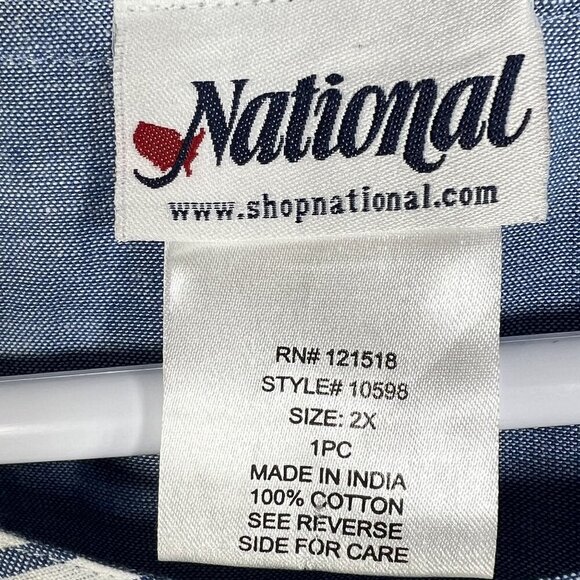 National
www.shopnational.com
RN# 121518
STYLE# 10598
SIZE: 2X
1PC
MADE IN INDIA
100% COTTON
SEE REVERSE
SIDE FOR CARE